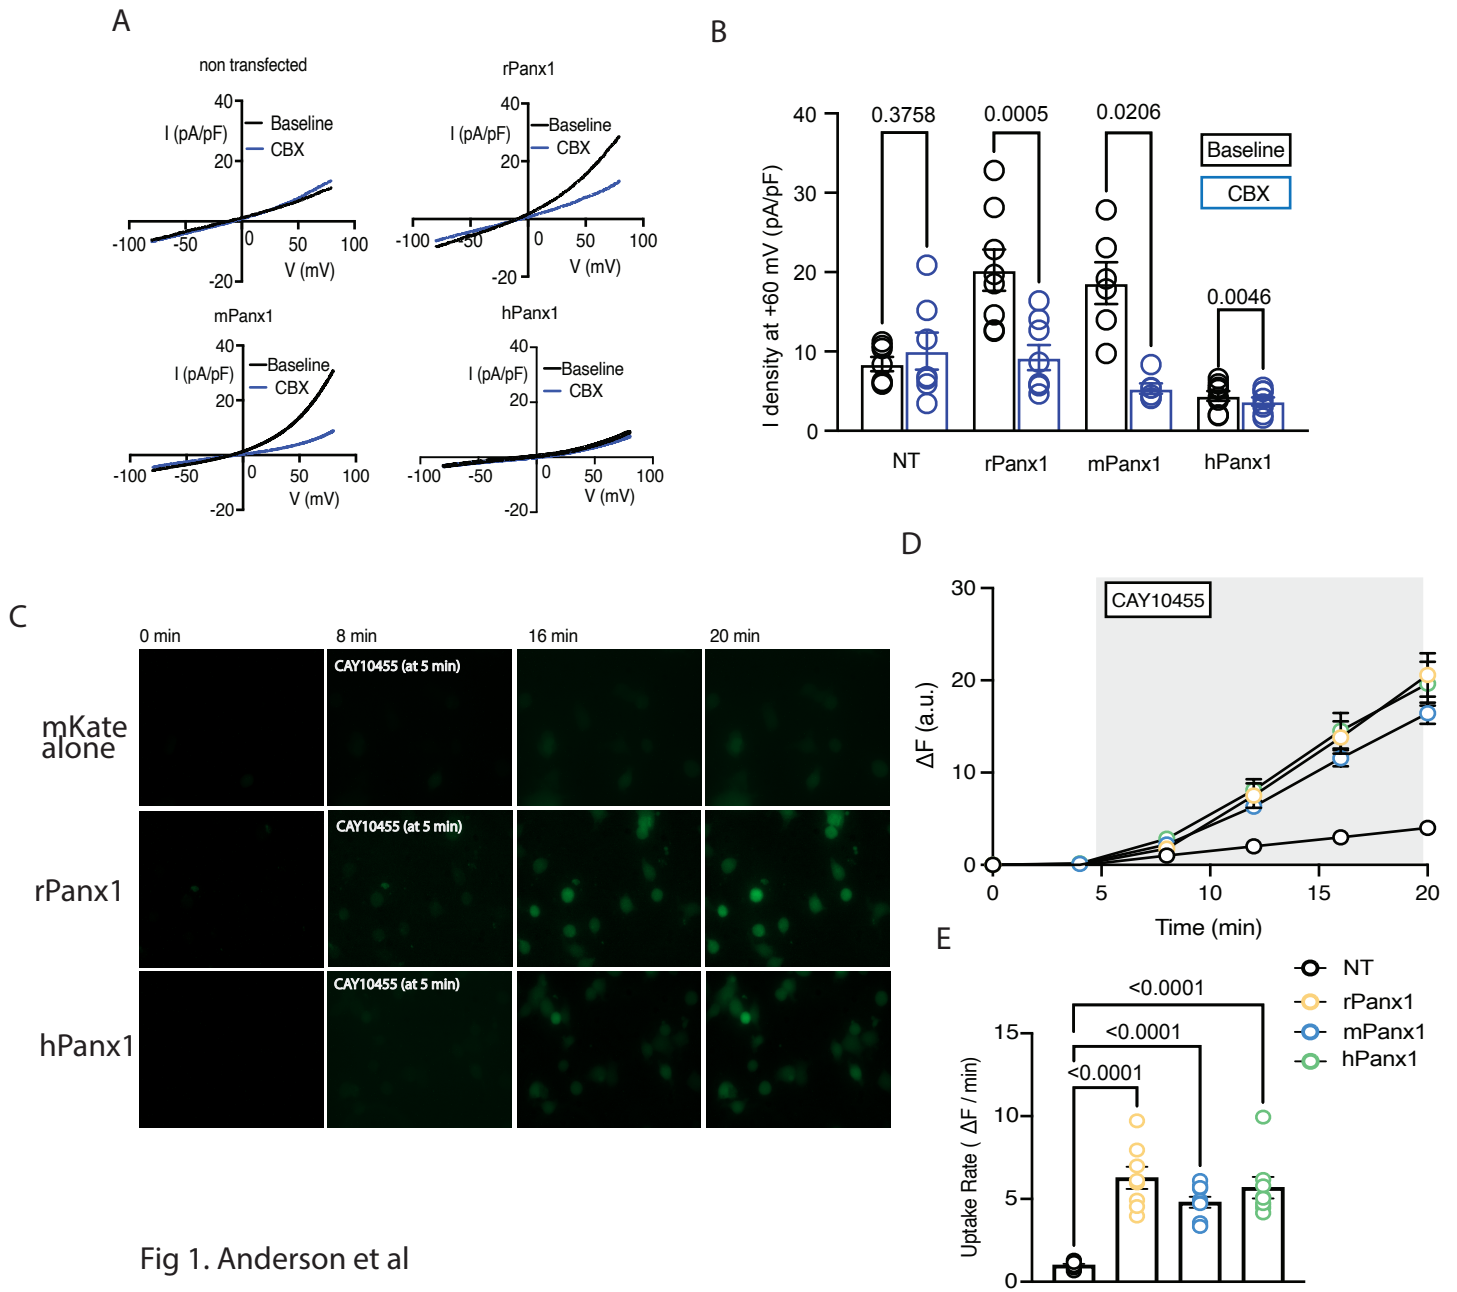 A
non transfected
40
I (pA/pF)
Baseline
CBX
20
-100
-50
0
50
100
V (mV)
-20
rPanx1
40
I (pA/pF)
Baseline
CBX
20
-100
-50
0
50
100
V (mV)
-20
mPanx1
40
I (pA/pF)
Baseline
CBX
20
-100
-50
0
50
100
V (mV)
-20
hPanx1
40
I (pA/pF)
Baseline
CBX
20
-100
-50
0
50
100
V (mV)
-20
B
I density at +60 mV (pA/pF)
40
30
20
10
0
0.3758
0.0005
0.0206
0.0046
Baseline
CBX
NT
rPanx1
mPanx1
hPanx1
C
0 min
8 min
16 min
20 min
mKate
alone
CAY10455 (at 5 min)
rPanx1
CAY10455 (at 5 min)
hPanx1
CAY10455 (at 5 min)
D
30
20
10
0
ΔF (a.u.)
CAY10455
0
5
10
15
20
Time (min)
E
NT
rPanx1
mPanx1
hPanx1
<0.0001
<0.0001
<0.0001
15
10
5
0
Uptake Rate ( ΔF / min)
Fig 1. Anderson et al